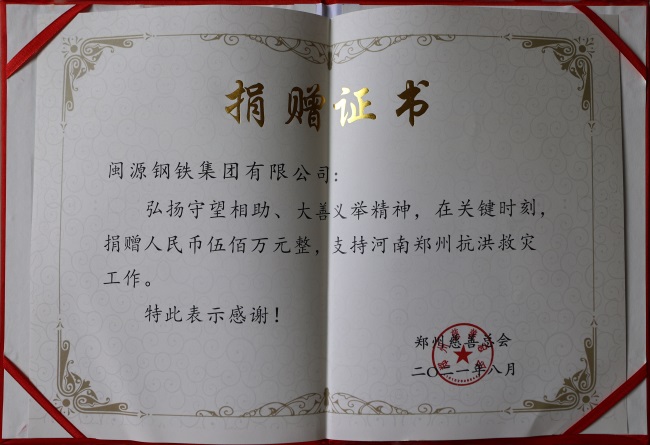 捐赠证书
闽源钢铁集团有限公司:
弘扬守望相助、大善义举精神，在关键时刻，
捐赠人民币伍佰万元整，支持河南郑州抗洪救灾
工作。
特此表示感谢！
郑州慈善总会
二〇二一年八月